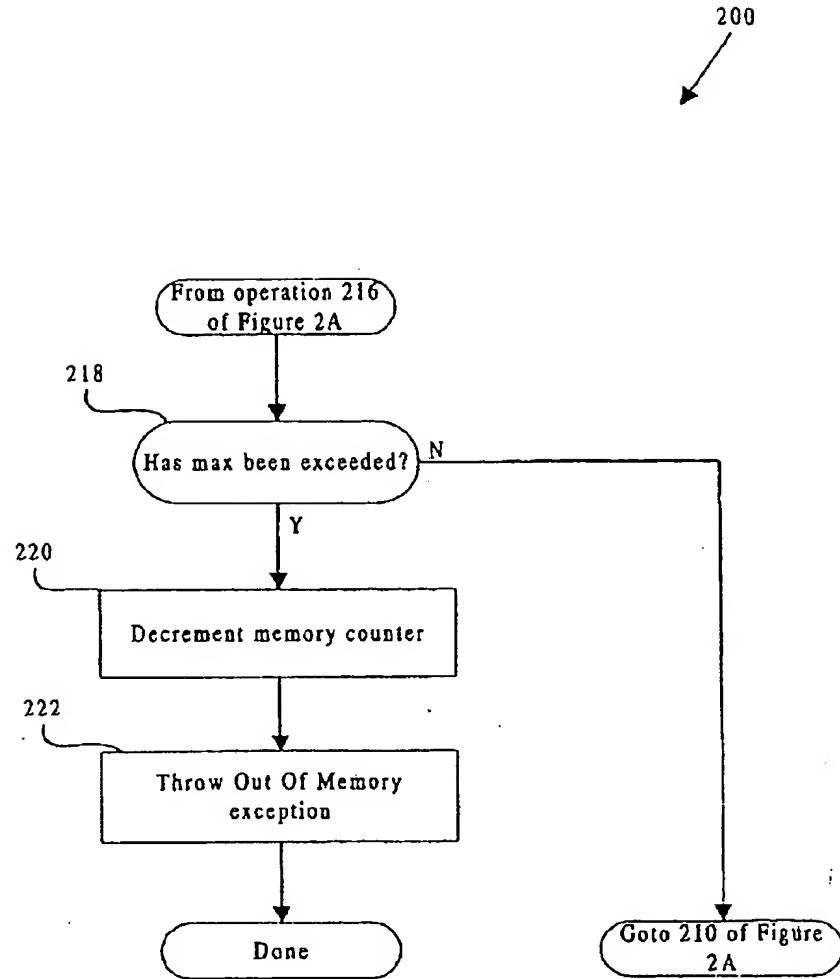 200
From operation 216
of Figure 2A
218
Has max been exceeded?
N
Y
220
Decrement memory counter
222
Throw Out Of Memory
exception
Done
Goto 210 of Figure
2A